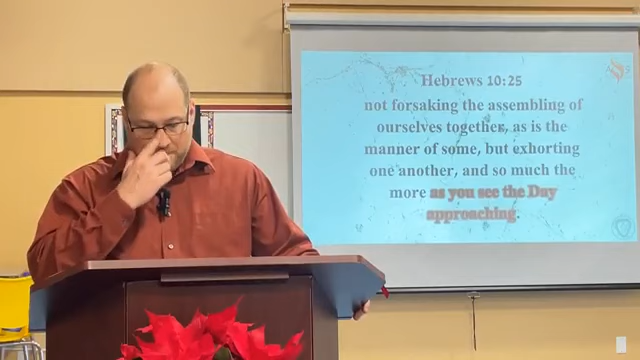 Hebrews 10:25
not forsaking the assembling of
ourselves together, as is the
manner of some, but exhorting
one another, and so much the
more as you see the Day
approaching.